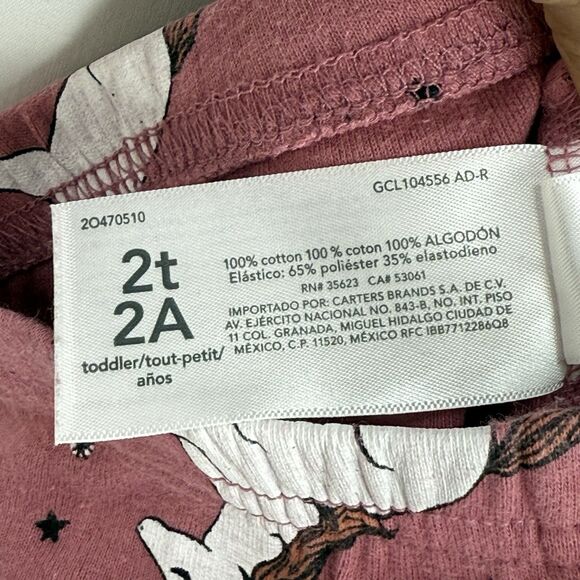 2O470510
GCL104556 AD-R
2t
2A
toddler/tout-petit/
años
100% cotton 100 % coton 100% ALGODÓN
Elástico: 65% poliéster 35% elastodieno
RN# 35623 CA# 53061
IMPORTADO POR: CARTERS BRANDS S.A. DE C.V.
AV. EJÉRCITO NACIONAL NO. 843-B, NO. INT. PISO
11 COL. GRANADA, MIGUEL HIDALGO CIUDAD DE
MÉXICO, C.P. 11520, MÉXICO RFC IBB7712286Q8